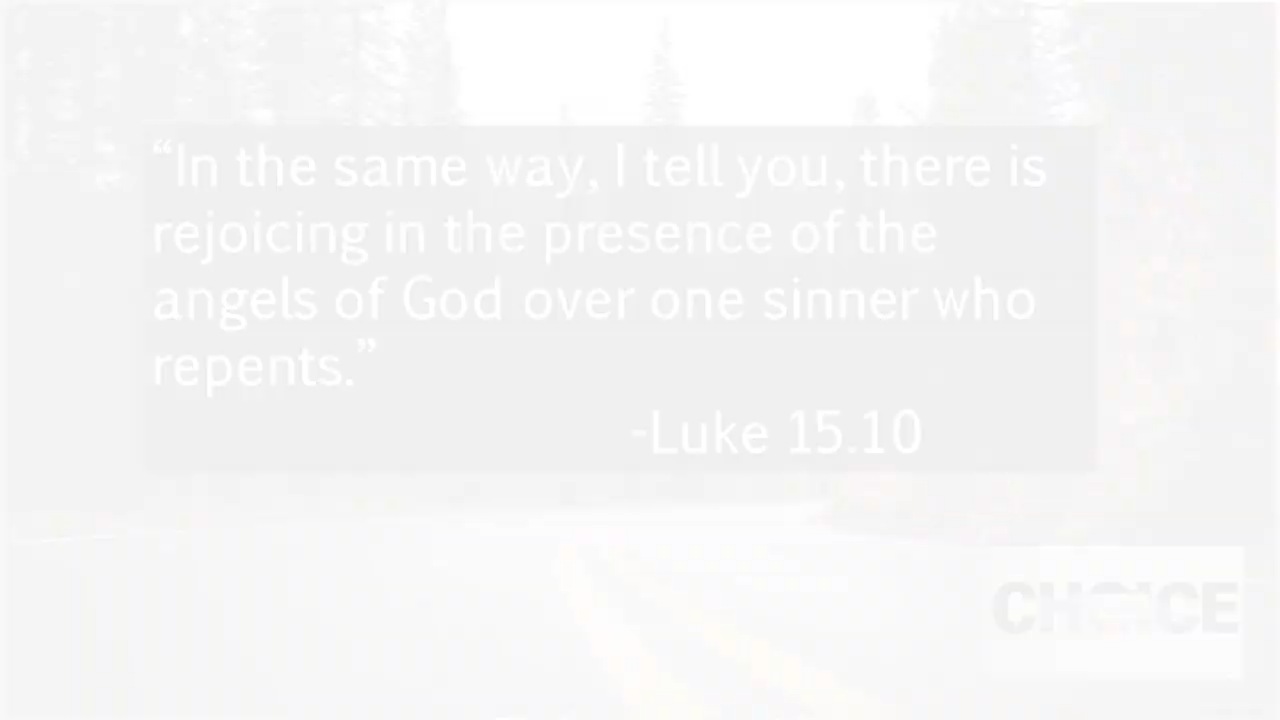 “In the same way, I tell you, there is
rejoicing in the presence of the
angels of God over one sinner who
repents.”
-Luke 15.10
CHOICE